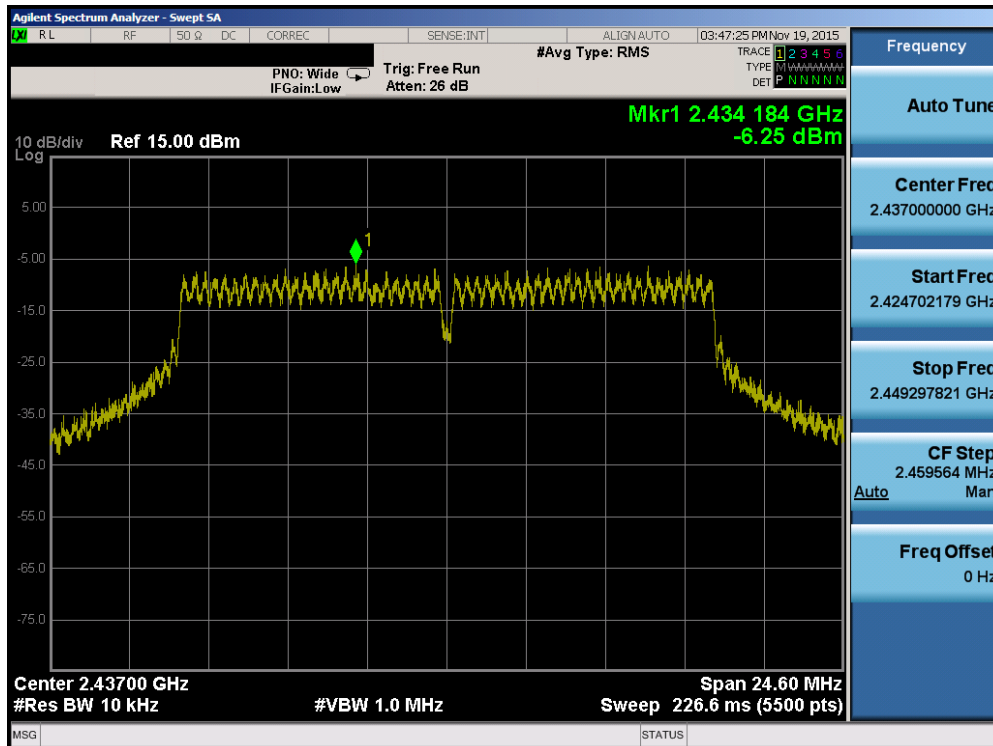 Agilent Spectrum Analyzer - Swept SA
LXI RL RF 50 Ω DC CORREC SENSE:INT ALIGN AUTO 03:47:25 PM Nov 19, 2015
#Avg Type: RMS
TRACE 1 2 3 4 5 6
PNO: Wide Trig: Free Run
TYPE M W W W W W
IFGain:Low Atten: 26 dB
DET P N N N N N
Mkr1 2.434 184 GHz
-6.25 dBm
10 dB/div Ref 15.00 dBm
Log
5.00
1
-5.00
-15.0
-25.0
-35.0
-45.0
-55.0
-65.0
-75.0
Center 2.43700 GHz Span 24.60 MHz
#Res BW 10 kHz #VBW 1.0 MHz Sweep 226.6 ms (5500 pts)
MSG STATUS
Frequency
Auto Tune
Center Freq
2.437000000 GHz
Start Freq
2.424702179 GHz
Stop Freq
2.449297821 GHz
CF Step
2.459564 MHz
Auto Man
Freq Offset
0 Hz